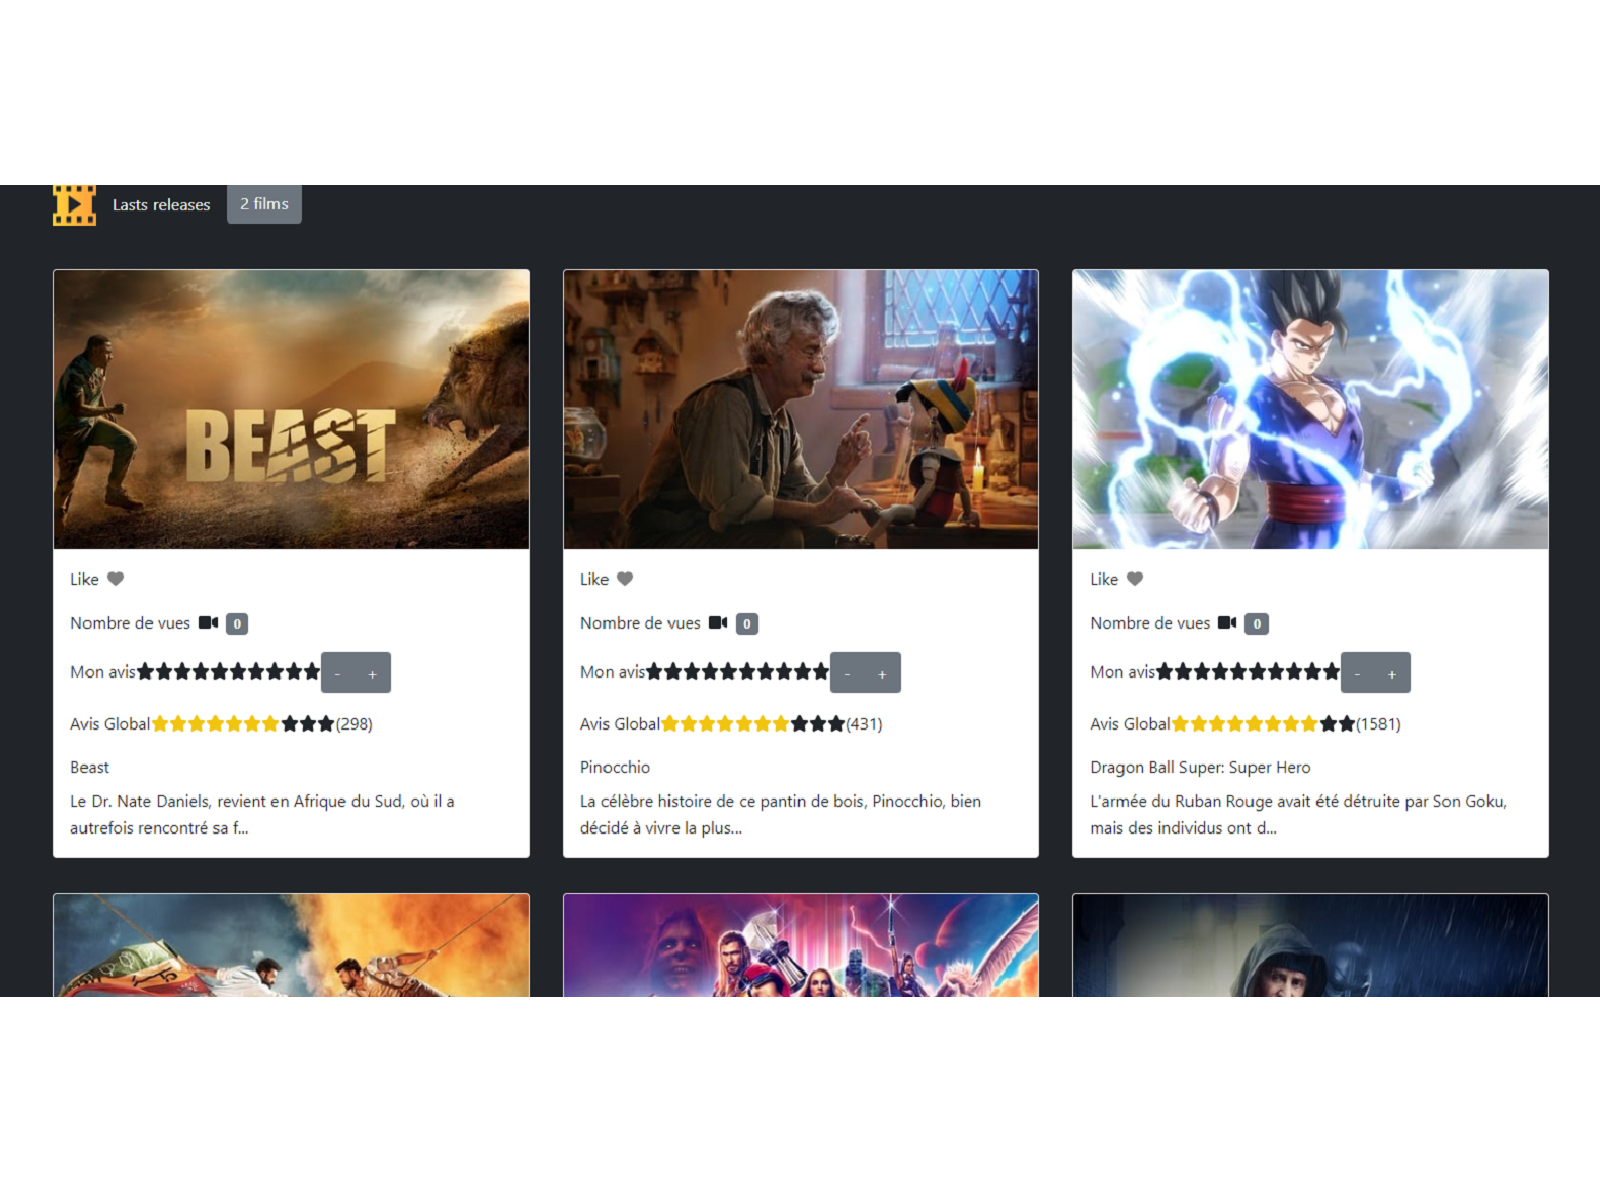 Lasts releases 2 films
BEAST
Like
Nombre de vues 0
Mon avis - +
Avis Global (298)
Beast
Le Dr. Nate Daniels, revient en Afrique du Sud, où il a
autrefois rencontré sa f...
Like
Nombre de vues 0
Mon avis - +
Avis Global (431)
Pinocchio
La célèbre histoire de ce pantin de bois, Pinocchio, bien
décidé à vivre la plus...
Like
Nombre de vues 0
Mon avis - +
Avis Global (1581)
Dragon Ball Super: Super Hero
L'armée du Ruban Rouge avait été détruite par Son Goku,
mais des individus ont d...